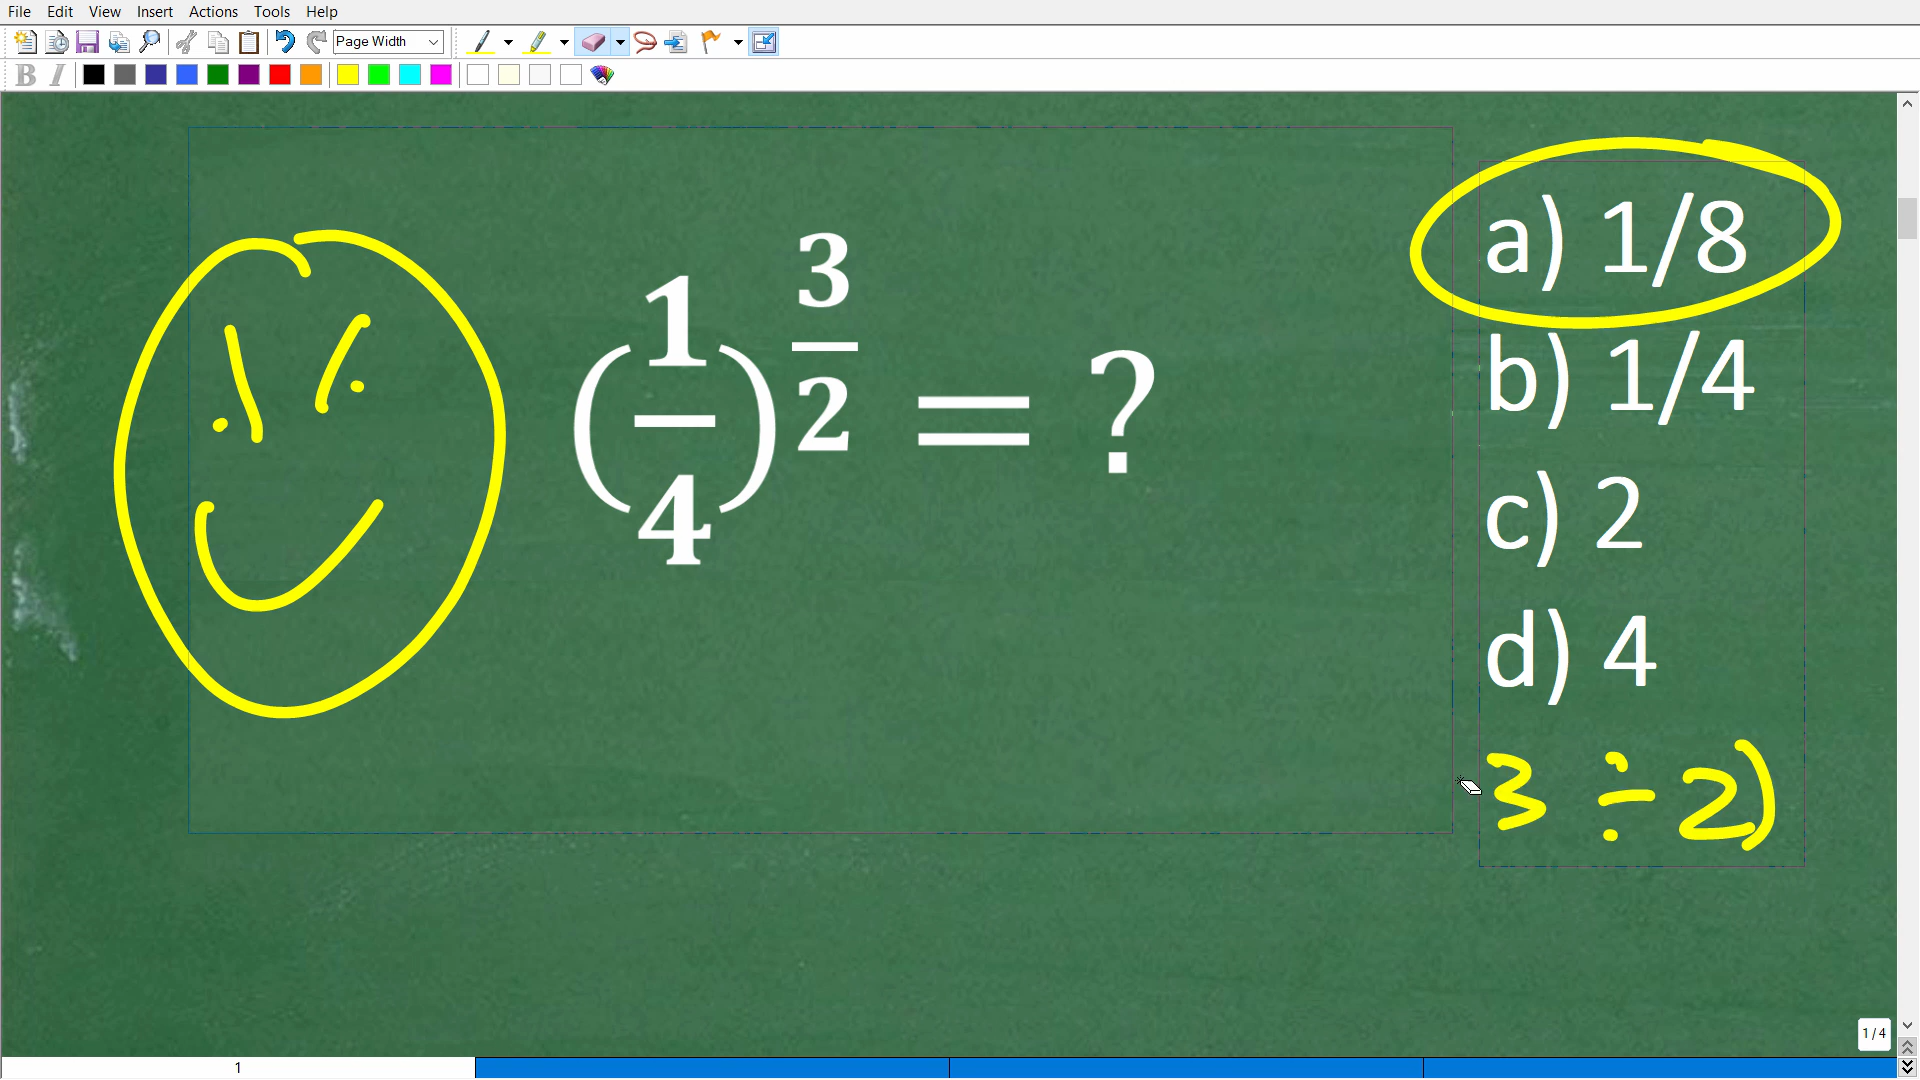 File Edit View Insert Actions Tools Help
Page Width
B I
(1/4)^(3/2) = ?
a) 1/8
b) 1/4
c) 2
d) 4
3 ÷ 2)
1 / 4
1